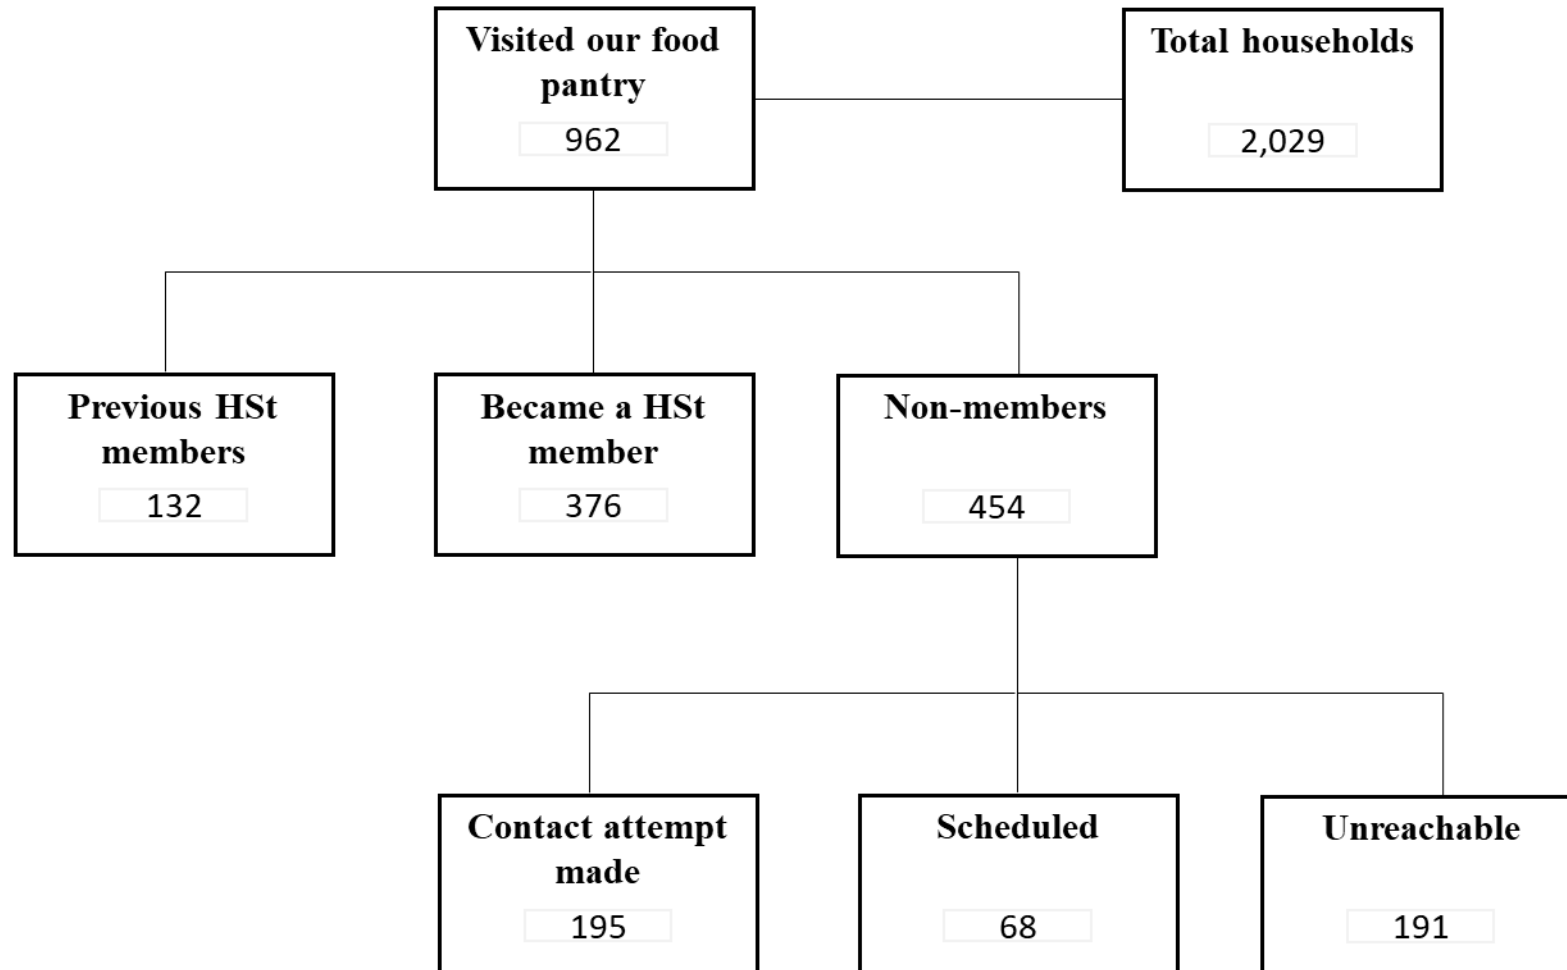 Visited our food
pantry
962
Total households
2,029
Previous HSt
members
132
Became a HSt
member
376
Non-members
454
Contact attempt
made
195
Scheduled
68
Unreachable
191